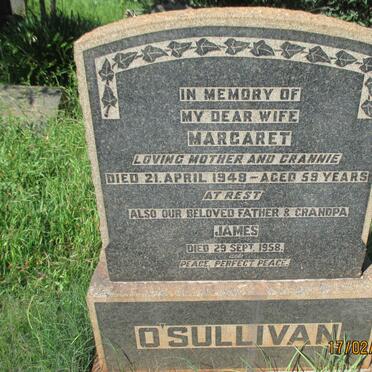 IN MEMORY OF
MY DEAR WIFE
MARGARET
LOVING MOTHER AND GRANNIE
DIED 21. APRIL 1948 – AGED 59 YEARS
AT REST
ALSO OUR BELOVED FATHER & GRANDPA
JAMES
DIED 29 SEPT. 1958.
PEACE, PERFECT PEACE.
O'SULLIVAN
17/02/